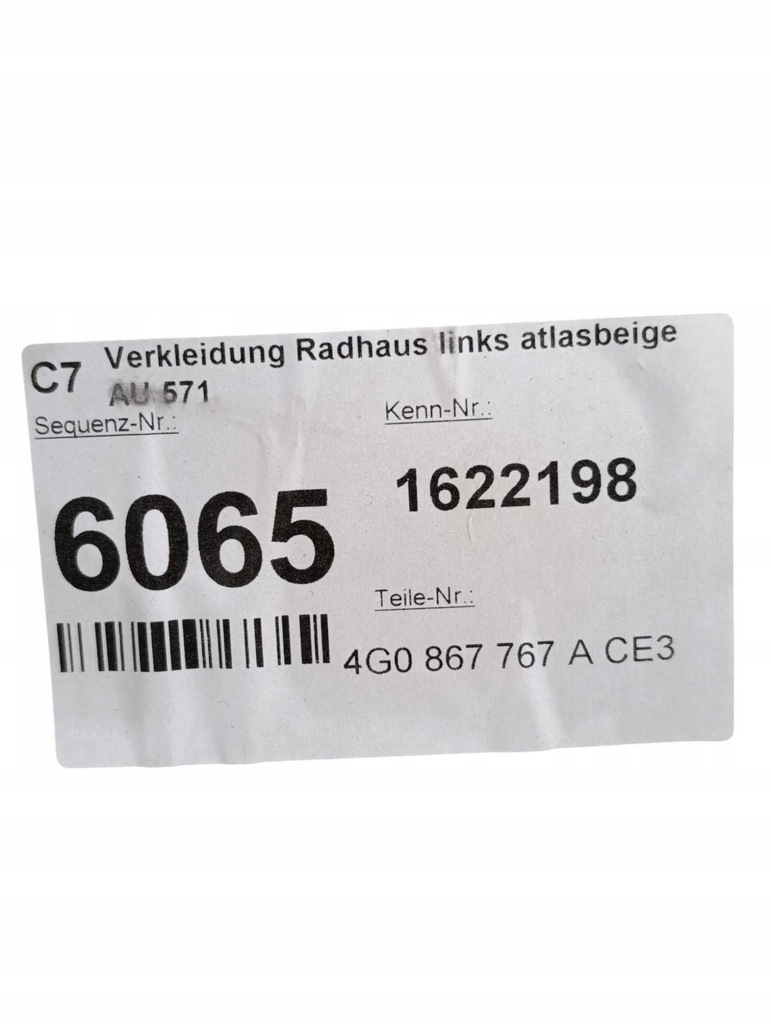 C7 Verkleidung Radhaus links atlasbeige
AU 571
Sequenz-Nr.:
Kenn-Nr.:
6065
1622198
Teile-Nr.:
4G0 867 767 A CE3